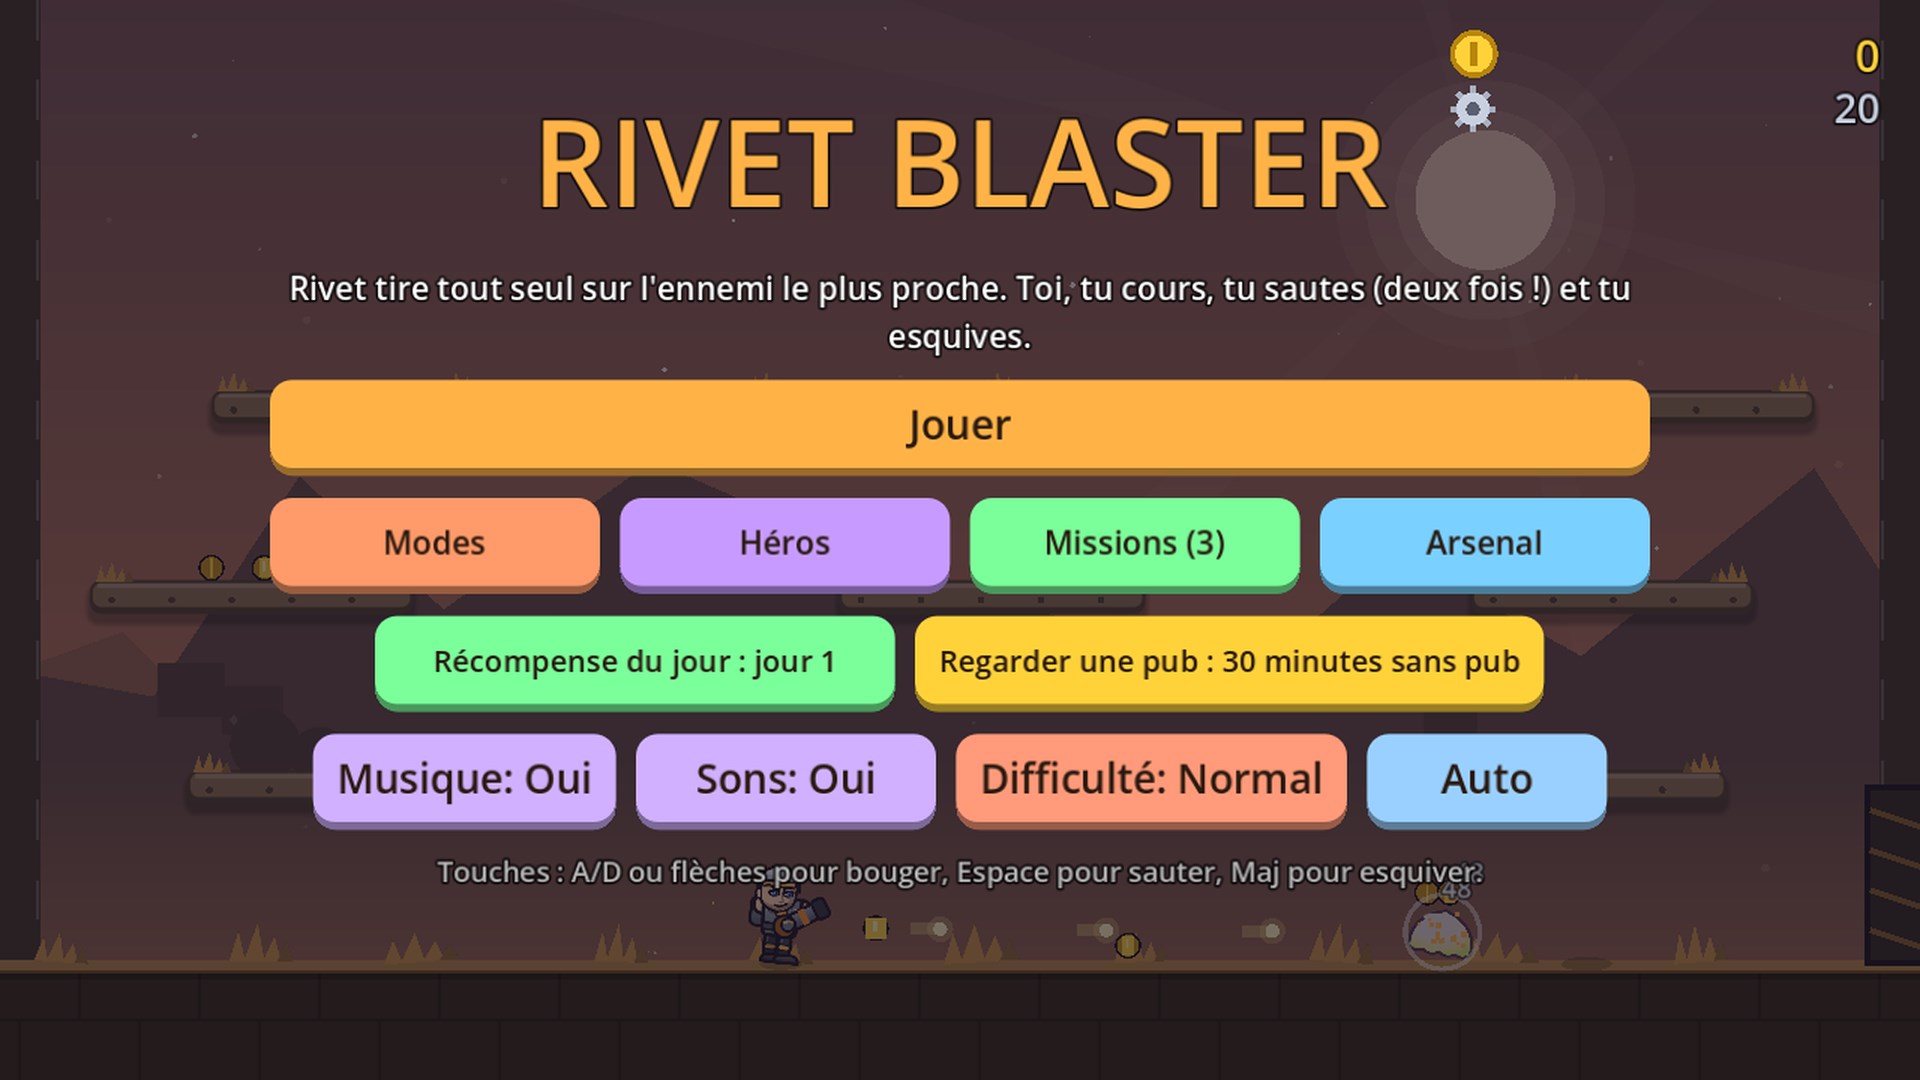 0
20
RIVET BLASTER
Rivet tire tout seul sur l'ennemi le plus proche. Toi, tu cours, tu sautes (deux fois !) et tu
esquives.
Jouer
Modes
Héros
Missions (3)
Arsenal
Récompense du jour : jour 1
Regarder une pub : 30 minutes sans pub
Musique: Oui
Sons: Oui
Difficulté: Normal
Auto
Touches : A/D ou flèches pour bouger, Espace pour sauter, Maj pour esquiver.
48